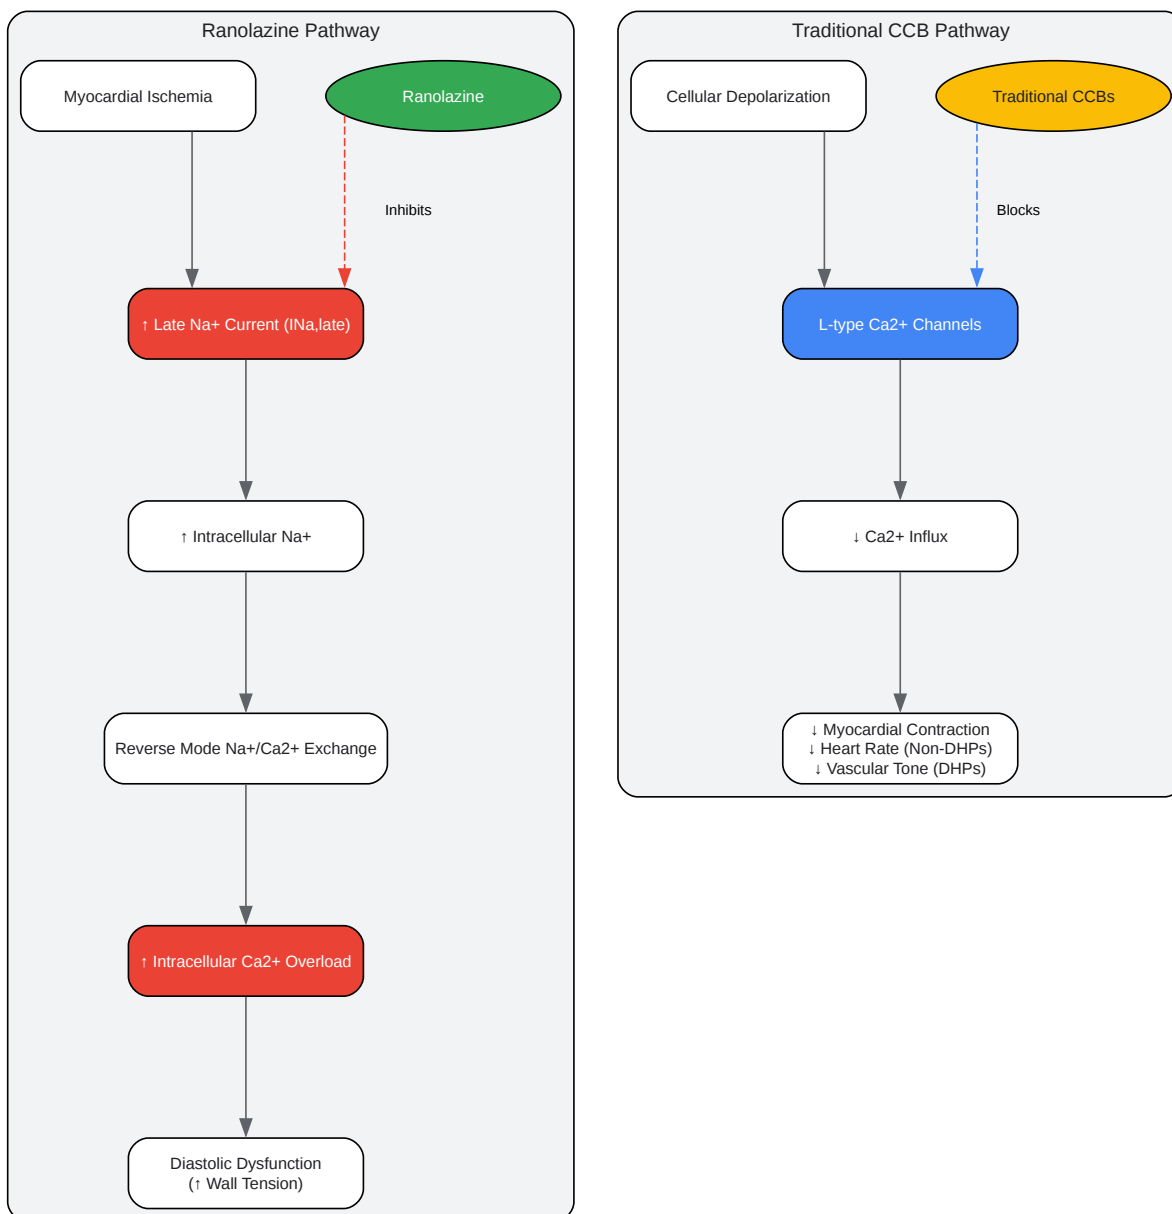 Ranolazine Pathway
Myocardial Ischemia
Ranolazine
Inhibits
↑ Late Na+ Current (INa,late)
↑ Intracellular Na+
Reverse Mode Na+/Ca2+ Exchange
↑ Intracellular Ca2+ Overload
Diastolic Dysfunction
(↑ Wall Tension)
Traditional CCB Pathway
Cellular Depolarization
Traditional CCBs
Blocks
L-type Ca2+ Channels
↓ Ca2+ Influx
↓ Myocardial Contraction
↓ Heart Rate (Non-DHPs)
↓ Vascular Tone (DHPs)